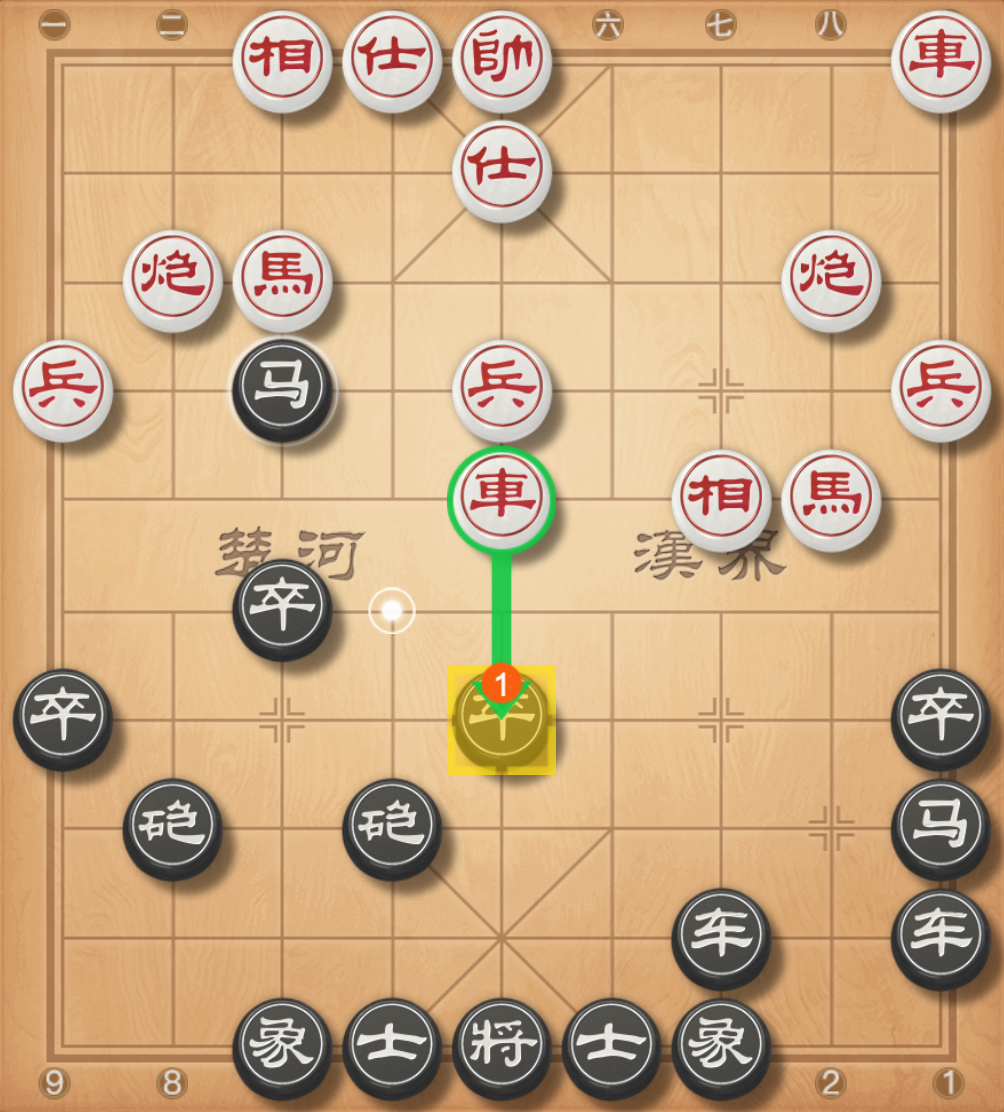 一 二 六 七 八
相 仕 帥 車
仕
炮 馬 炮
兵 马 兵 兵
車 相 馬
楚河 漢界
卒
卒 1 卒 卒
砲 砲 马
车 车
象 士 将 士 象
9 8 2 1